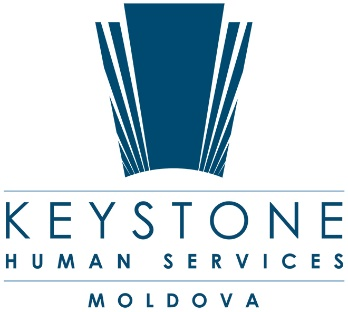 KEYSTONE
HUMAN SERVICES
MOLDOVA